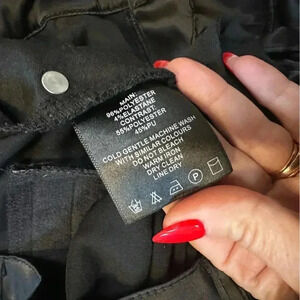 MAIN:
96%POLYESTER
4%ELASTANE
CONTRAST:
55%POLYESTER
45%PU
COLD GENTLE MACHINE WASH
WITH SIMILAR COLOURS
DO NOT BLEACH
WARM IRON
DRY CLEAN
LINE DRY
P